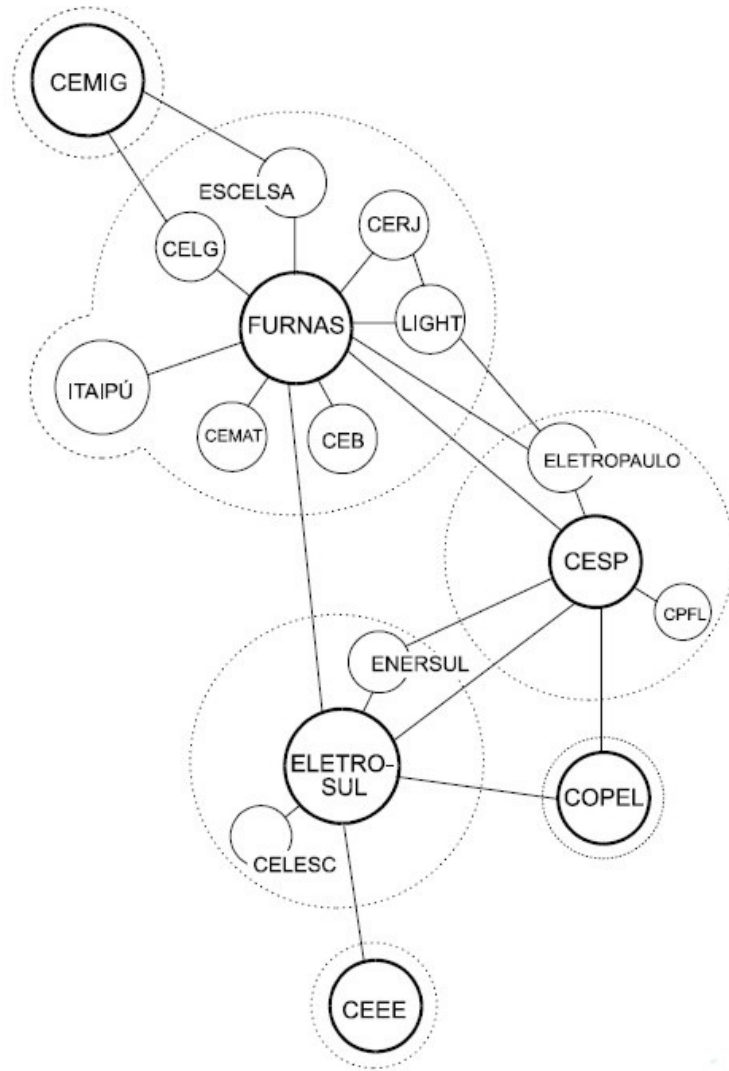 CEMIG
ESCELSA
CERJ
CELG
FURNAS
LIGHT
ITAIPÚ
CEMAT
CEB
ELETROPAULO
CESP
CPFL
ENERSUL
ELETRO-
SUL
COPEL
CELESC
CEEE